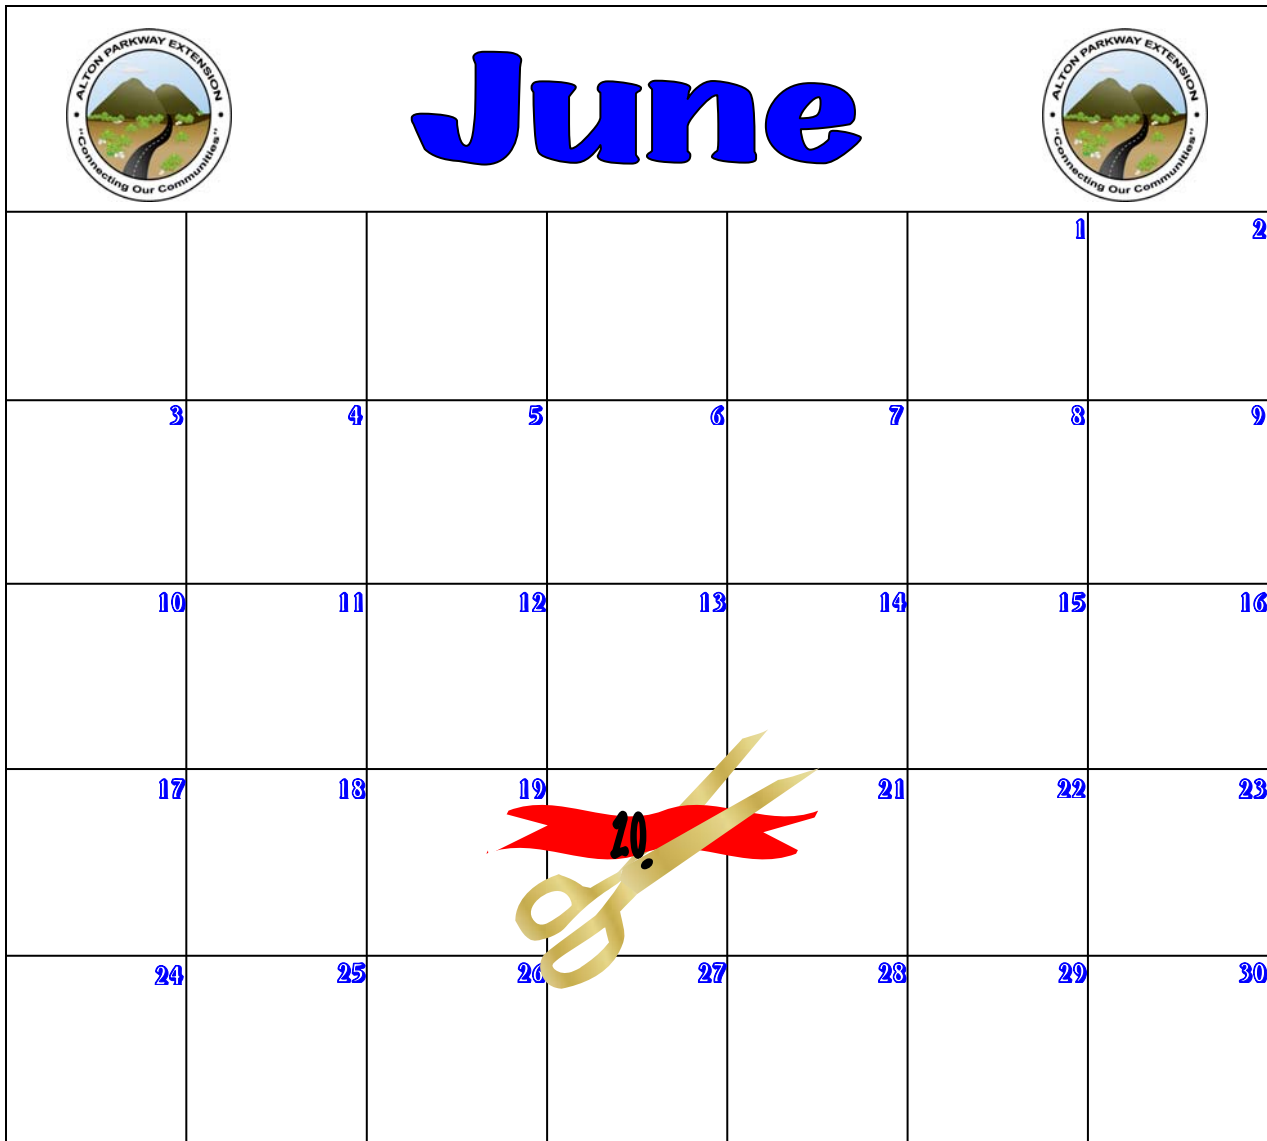 ALTON PARKWAY EXTENSION
"Connecting Our Communities"
June
ALTON PARKWAY EXTENSION
"Connecting Our Communities"
1 2
3 4 5 6 7 8 9
10 11 12 13 14 15 16
17 18 19 20 21 22 23
24 25 26 27 28 29 30